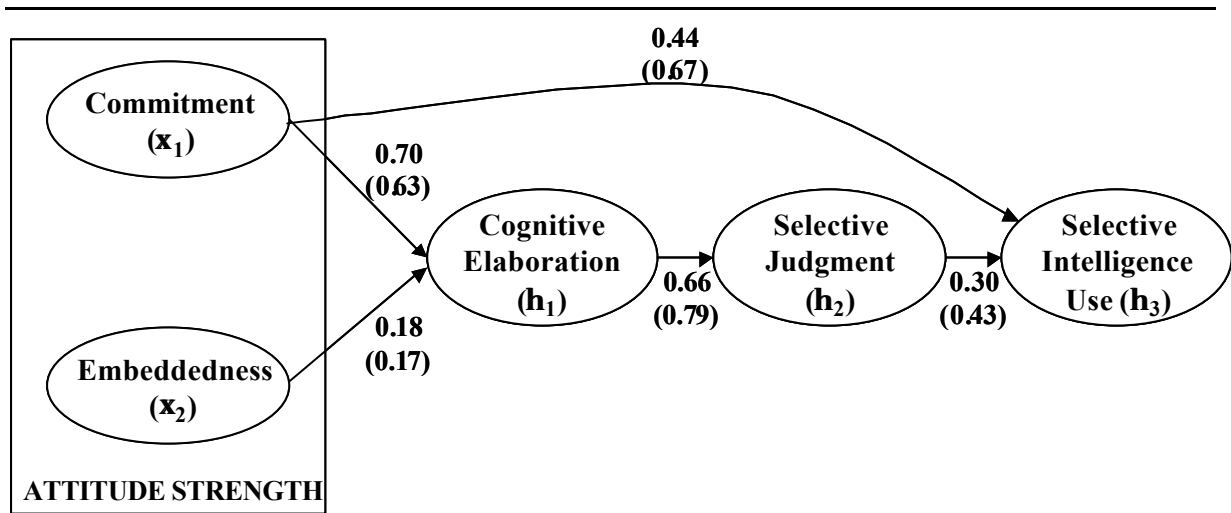 0.44
(0.67)
Commitment
(x₁)
0.70
(0.63)
Cognitive
Elaboration
(h₁)
0.66
(0.79)
Selective
Judgment
(h₂)
0.30
(0.43)
Selective
Intelligence
Use (h₃)
0.18
(0.17)
Embeddedness
(x₂)
ATTITUDE STRENGTH